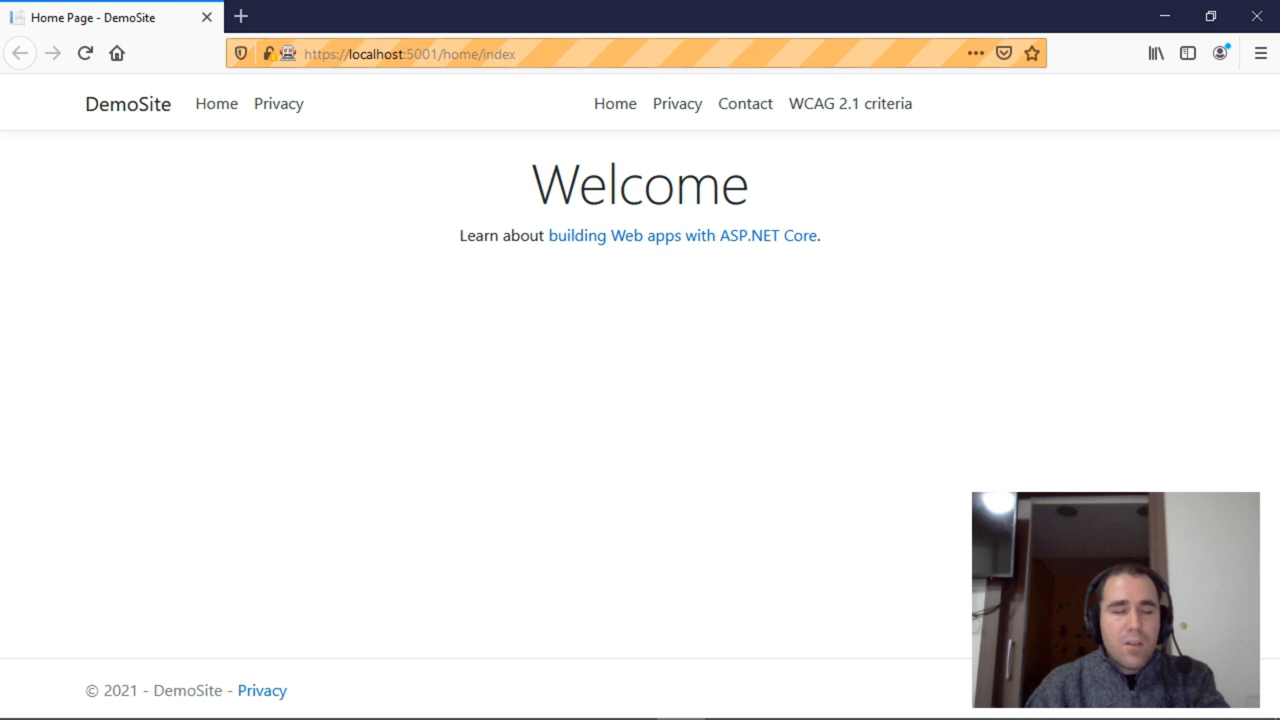 Home Page - DemoSite
https://localhost:5001/home/index
DemoSite Home Privacy Home Privacy Contact WCAG 2.1 criteria
Welcome
Learn about building Web apps with ASP.NET Core.
© 2021 - DemoSite - Privacy